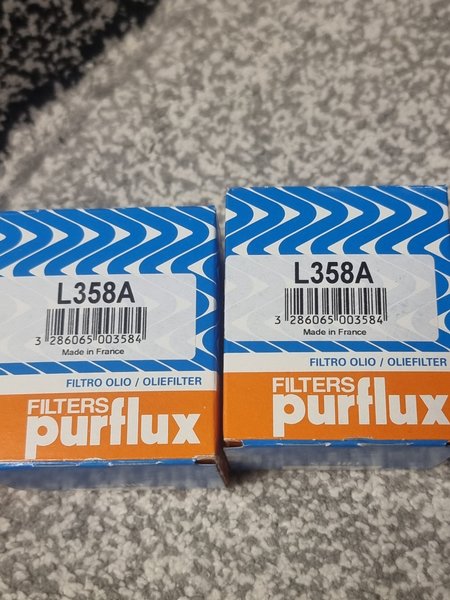 L358A
3 286065 003584
Made in France
FILTRO OLIO / OLIEFILTER
FILTERS
purflux
L358A
3 286065 003584
Made in France
FILTRO OLIO / OLIEFILTER
FILTERS
purflux